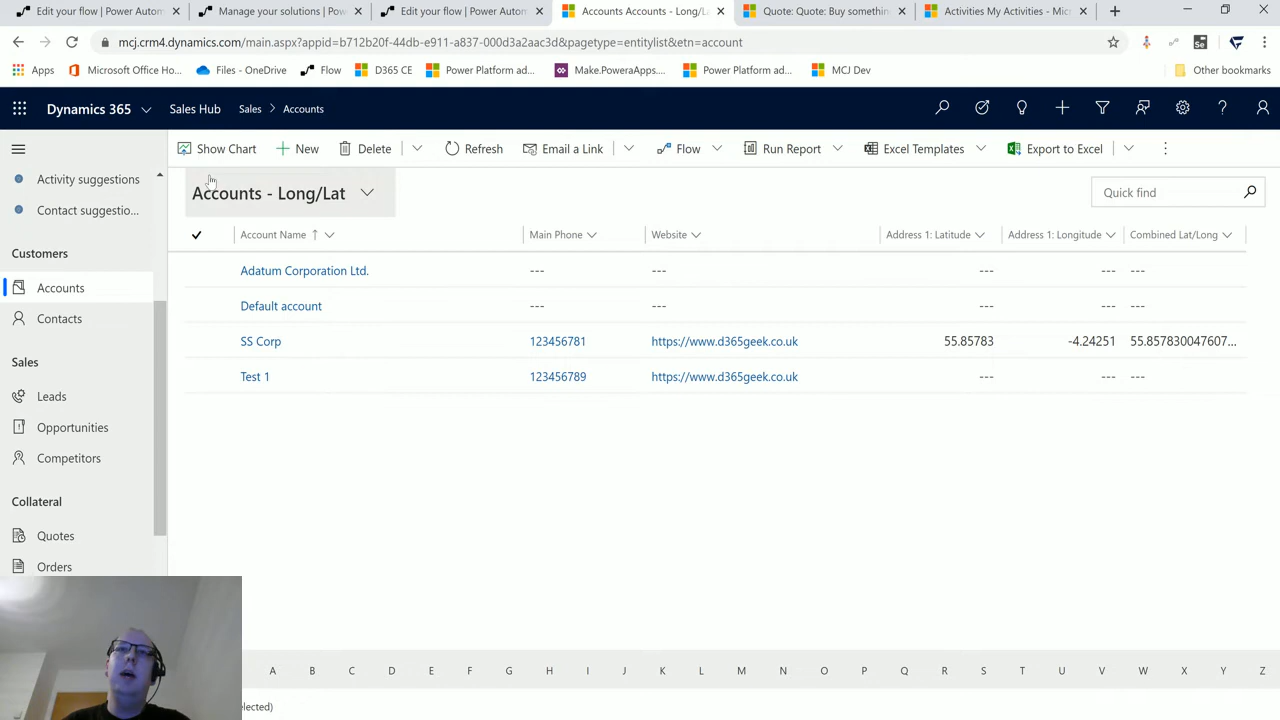 Edit your flow | Power Autom
Manage your solutions | Pow
Edit your flow | Power Autom
Accounts Accounts - Long/La
Quote: Quote: Buy somethin
Activities My Activities - Micr
mcj.crm4.dynamics.com/main.aspx?appid=b712b20f-44db-e911-a837-000d3a2aac3d&pagetype=entitylist&etn=account
Apps
Microsoft Office Ho...
Files - OneDrive
Flow
D365 CE
Power Platform ad...
Make.PoweraApps....
Power Platform ad...
MCJ Dev
Other bookmarks
Dynamics 365
Sales Hub
Sales > Accounts
Show Chart
New
Delete
Refresh
Email a Link
Flow
Run Report
Excel Templates
Export to Excel
Activity suggestions
Contact suggestio...
Customers
Accounts
Contacts
Sales
Leads
Opportunities
Competitors
Collateral
Quotes
Orders
Accounts - Long/Lat
Quick find
Account Name ↑ Main Phone Website Address 1: Latitude Address 1: Longitude Combined Lat/Long
Adatum Corporation Ltd. --- --- --- --- ---
Default account --- --- --- --- ---
SS Corp 123456781 https://www.d365geek.co.uk 55.85783 -4.24251 55.857830047607...
Test 1 123456789 https://www.d365geek.co.uk --- --- ---
A B C D E F G H I J K L M N O P Q R S T U V W X Y Z
elected)